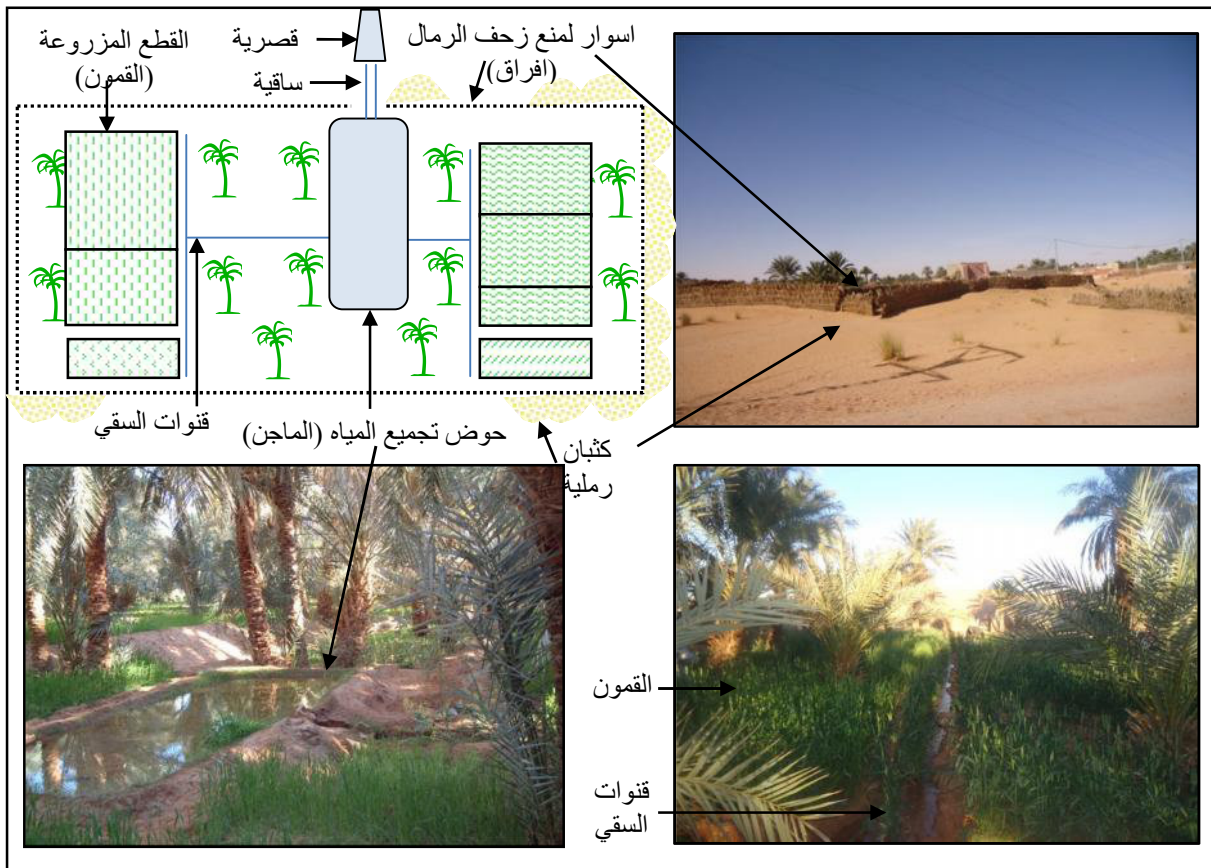 اسوار لمنع زحف الرمال
(افراق)
قصرية
ساقية
القطع المزروعة
(القمون)
قنوات السقي
حوض تجميع المياه (الماجن)
كثبان
رملية
القمون
قنوات
السقي